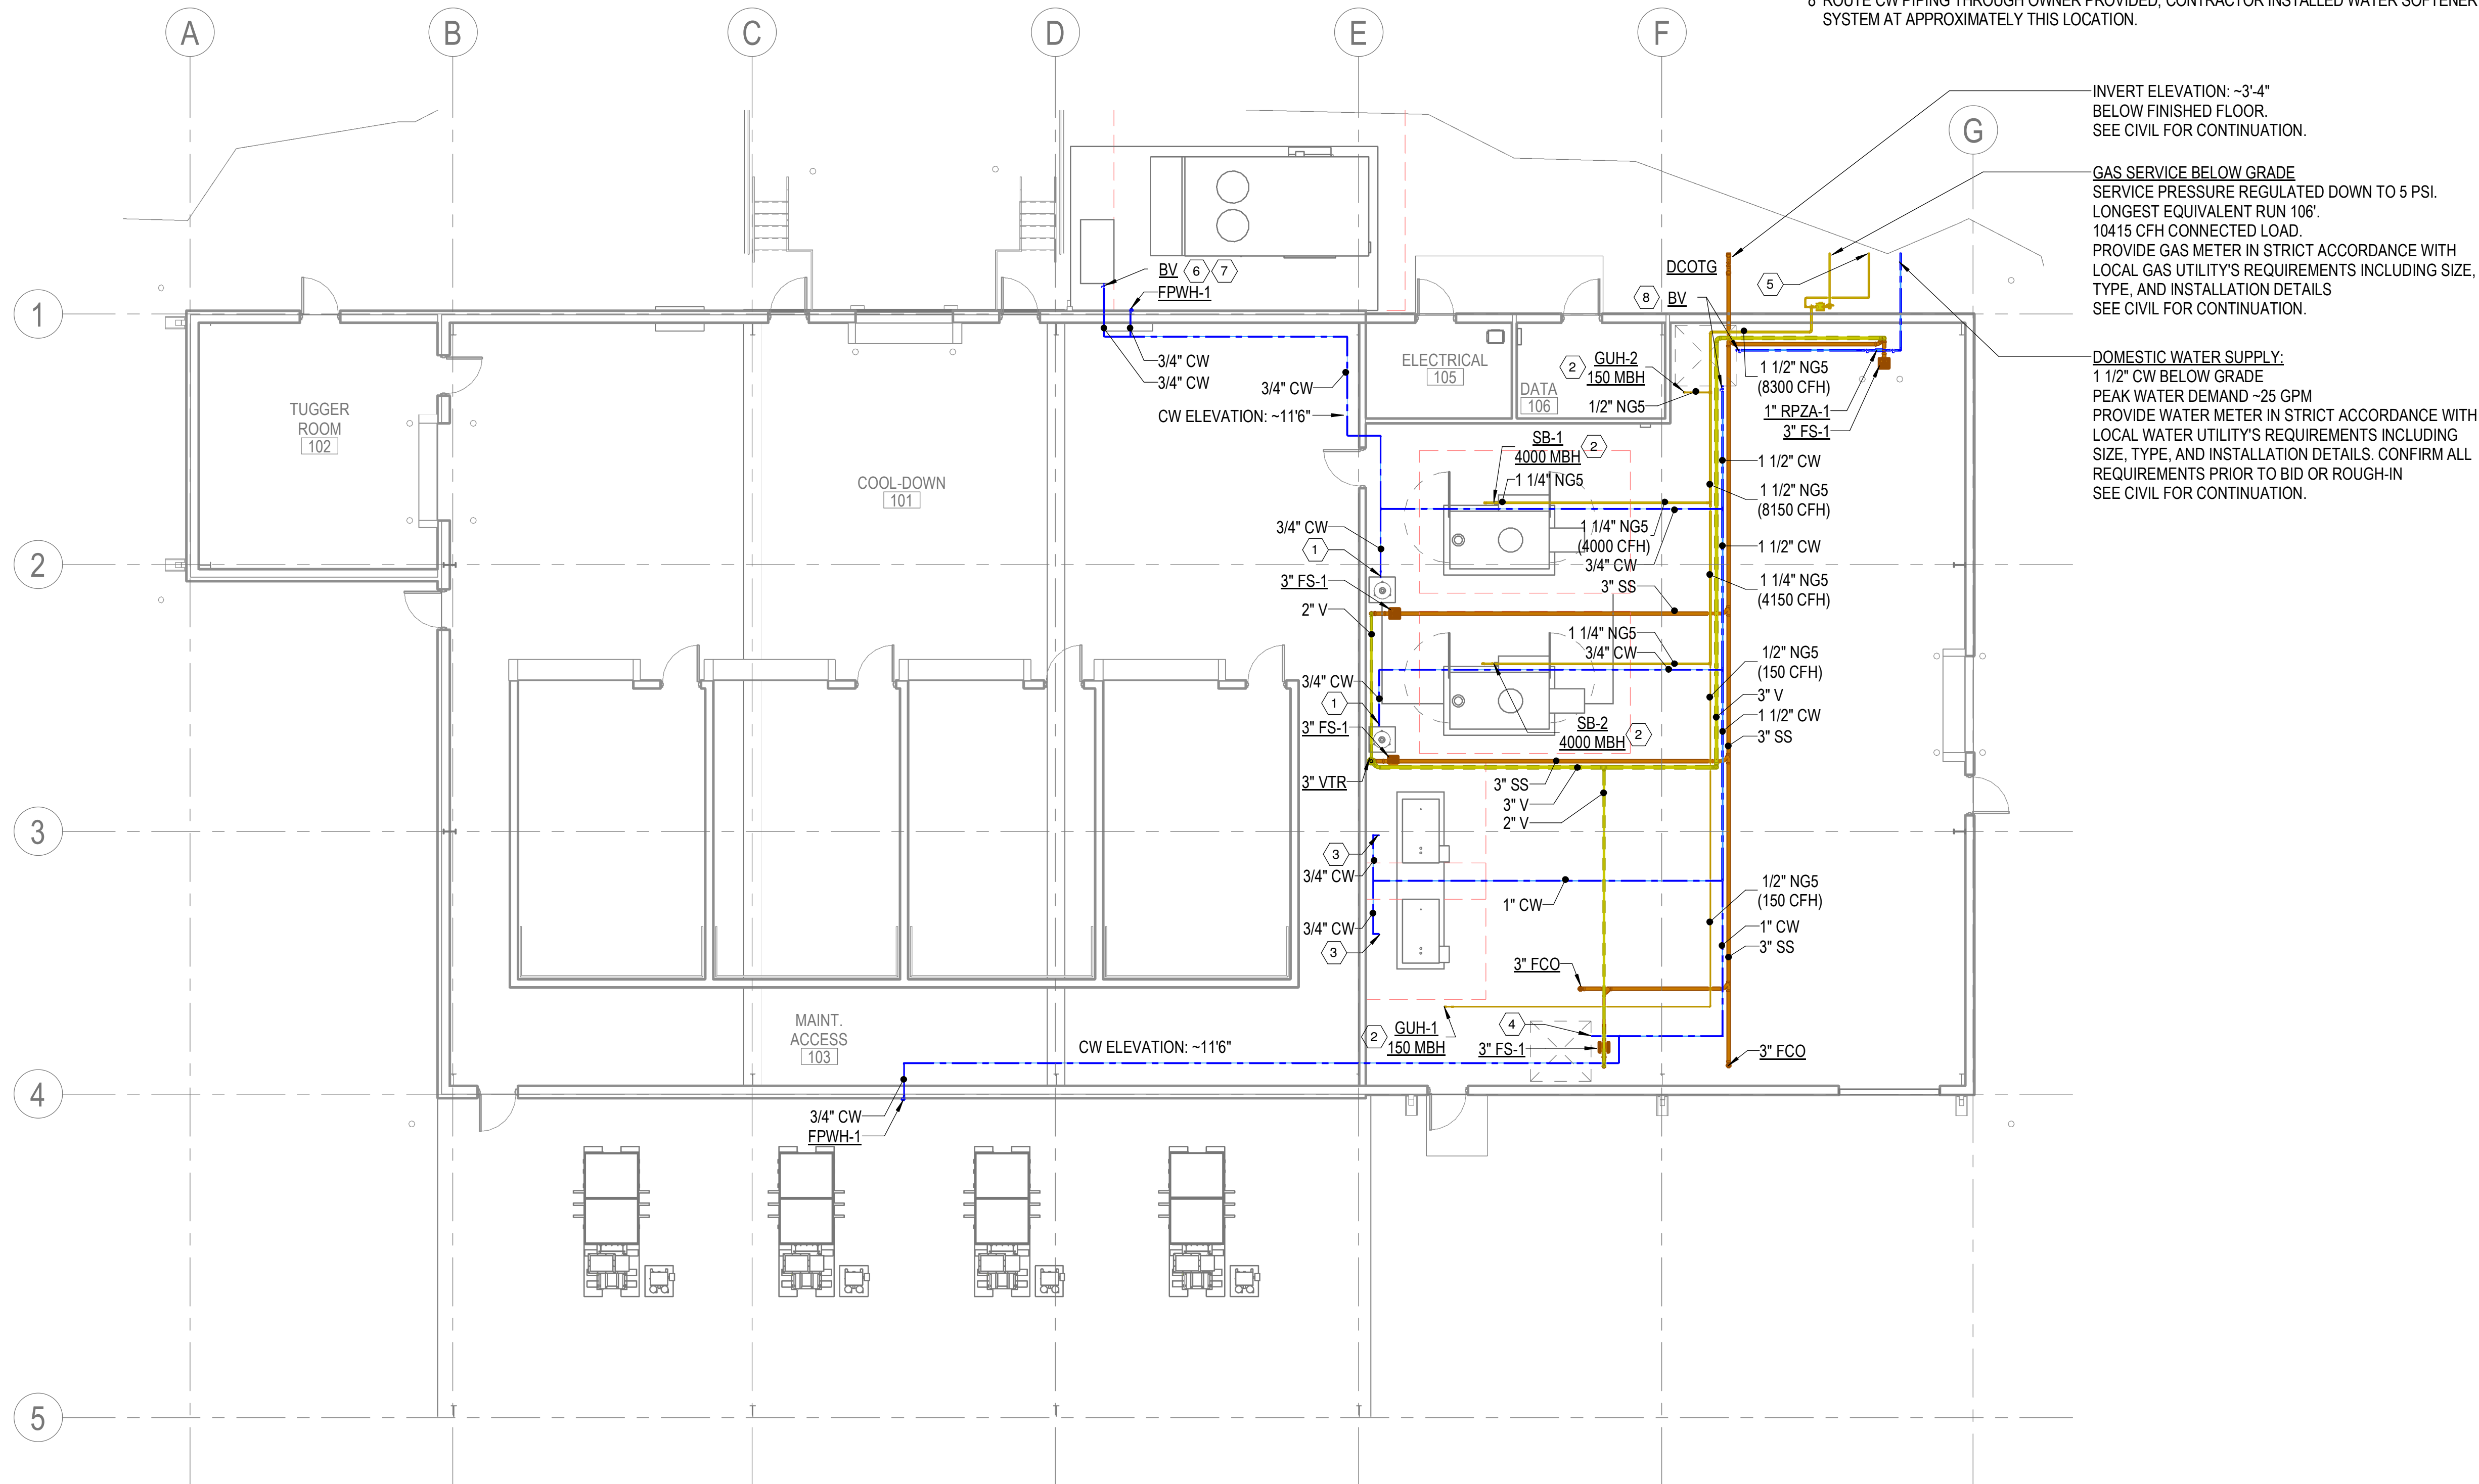 8 ROUTE CW PIPING THROUGH OWNER PROVIDED, CONTRACTOR INSTALLED WATER SOFTENER
SYSTEM AT APPROXIMATELY THIS LOCATION.
A
B
C
D
E
F
G
INVERT ELEVATION: ~3'-4"
BELOW FINISHED FLOOR.
SEE CIVIL FOR CONTINUATION.
GAS SERVICE BELOW GRADE
SERVICE PRESSURE REGULATED DOWN TO 5 PSI.
LONGEST EQUIVALENT RUN 106'.
10415 CFH CONNECTED LOAD.
PROVIDE GAS METER IN STRICT ACCORDANCE WITH
LOCAL GAS UTILITY'S REQUIREMENTS INCLUDING SIZE,
TYPE, AND INSTALLATION DETAILS
SEE CIVIL FOR CONTINUATION.
DOMESTIC WATER SUPPLY:
1 1/2" CW BELOW GRADE
PEAK WATER DEMAND ~25 GPM
PROVIDE WATER METER IN STRICT ACCORDANCE WITH
LOCAL WATER UTILITY'S REQUIREMENTS INCLUDING
SIZE, TYPE, AND INSTALLATION DETAILS. CONFIRM ALL
REQUIREMENTS PRIOR TO BID OR ROUGH-IN
SEE CIVIL FOR CONTINUATION.
1
2
3
4
5
BV 6 7
FPWH-1
3/4" CW
3/4" CW
3/4" CW
CW ELEVATION: ~11'6"
DCOTG
5
8 BV
TUGGER
ROOM
102
COOL-DOWN
101
ELECTRICAL
105
DATA
106
2 GUH-2
150 MBH
1/2" NG5
1 1/2" NG5
(8300 CFH)
1" RPZA-1
3" FS-1
SB-1 2
4000 MBH
1 1/4" NG5
1 1/2" CW
1 1/2" NG5
(8150 CFH)
3/4" CW
1
1 1/4" NG5
(4000 CFH)
3/4" CW
1 1/2" CW
3" FS-1
3" SS
1 1/4" NG5
(4150 CFH)
2" V
1 1/4" NG5
3/4" CW
1/2" NG5
(150 CFH)
3/4" CW
1
3" FS-1
SB-2
4000 MBH 2
3" V
1 1/2" CW
3" SS
3" VTR
3" SS
3" V
2" V
3
3/4" CW
1" CW
3/4" CW
3
1/2" NG5
(150 CFH)
1" CW
3" SS
3" FCO
MAINT.
ACCESS
103
CW ELEVATION: ~11'6"
2 GUH-1
150 MBH
4
3" FS-1
3" FCO
3/4" CW
FPWH-1